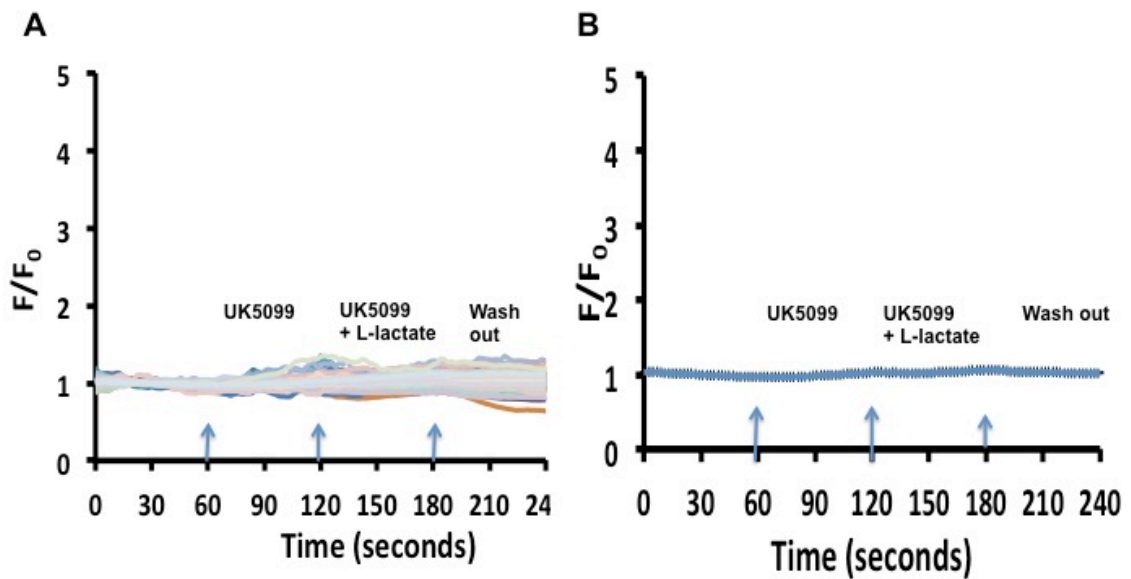 A
5
4
3
2
1
0
F/F0
UK5099
UK5099
+ L-lactate
Wash
out
0 30 60 90 120 150 180 210 24
Time (seconds)
B
5
4
3
2
1
0
F/Fo
UK5099
UK5099
+ L-lactate
Wash out
0 30 60 90 120 150 180 210 240
Time (seconds)